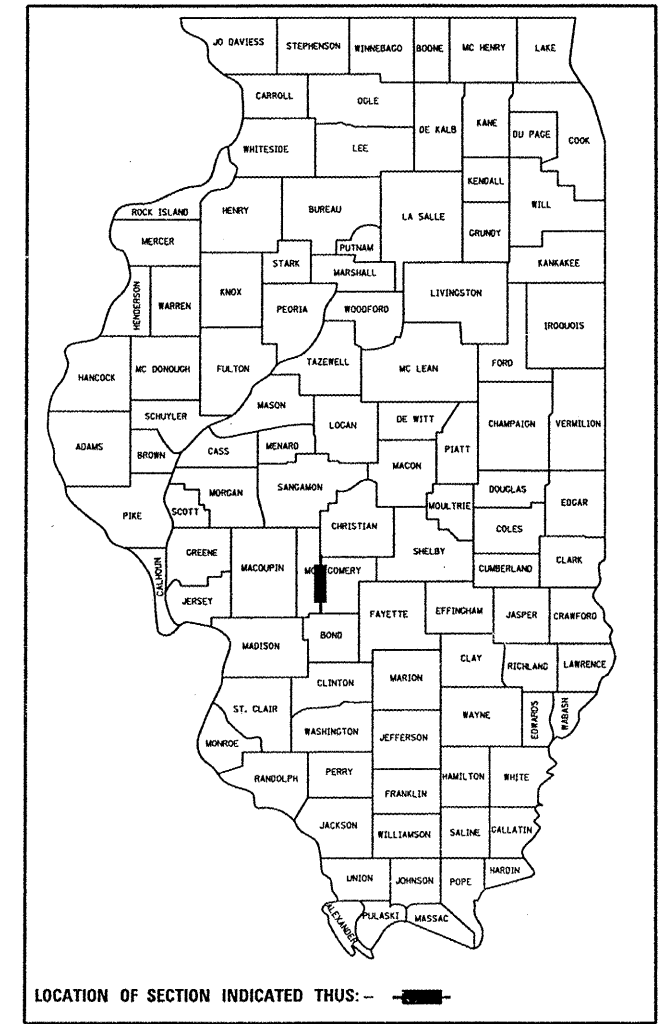 JO DAVIESS
STEPHENSON
WINNEBAGO
BOONE
MC HENRY
LAKE
CARROLL
OGLE
DE KALB
KANE
DU PAGE
COOK
WHITESIDE
LEE
KENDALL
WILL
ROCK ISLAND
HENRY
BUREAU
LA SALLE
GRUNDY
MERCER
PUTNAM
KANKAKEE
STARK
MARSHALL
HENDERSON
WARREN
KNOX
PEORIA
WOODFORD
LIVINGSTON
IROQUOIS
HANCOCK
MC DONOUGH
FULTON
TAZEWELL
MC LEAN
FORD
SCHUYLER
MASON
LOGAN
DE WITT
CHAMPAIGN
VERMILION
ADAMS
BROWN
CASS
MENARD
PIATT
MACON
PIKE
SCOTT
MORGAN
SANGAMON
CHRISTIAN
MOULTRIE
DOUGLAS
EDGAR
COLES
CALHOUN
GREENE
MACOUPIN
MO GOMERY
SHELBY
CUMBERLAND
CLARK
JERSEY
FAYETTE
EFFINGHAM
JASPER
CRAWFORD
MADISON
BOND
CLAY
RICHLAND
LAWRENCE
CLINTON
MARION
ST. CLAIR
WAYNE
EDWARDS
WABASH
MONROE
WASHINGTON
JEFFERSON
RANDOLPH
PERRY
HAMILTON
WHITE
FRANKLIN
JACKSON
WILLIAMSON
SALINE
GALLATIN
UNION
JOHNSON
POPE
HARDIN
ALEXANDER
PULASKI
MASSAC
LOCATION OF SECTION INDICATED THUS: –